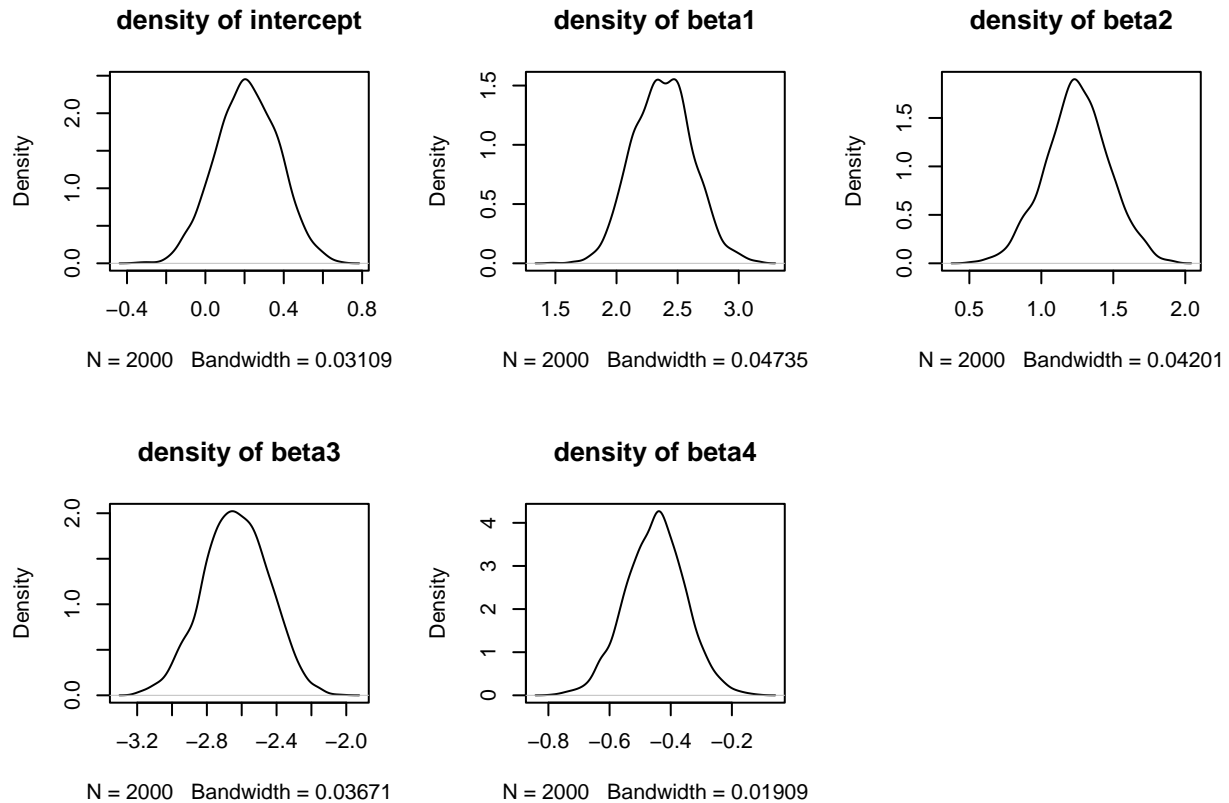 density of intercept
Density
0.0
1.0
2.0
−0.4
0.0
0.4
0.8
N = 2000   Bandwidth = 0.03109
density of beta1
Density
0.0
0.5
1.0
1.5
1.5
2.0
2.5
3.0
N = 2000   Bandwidth = 0.04735
density of beta2
Density
0.0
0.5
1.0
1.5
0.5
1.0
1.5
2.0
N = 2000   Bandwidth = 0.04201
density of beta3
Density
0.0
1.0
2.0
−3.2
−2.8
−2.4
−2.0
N = 2000   Bandwidth = 0.03671
density of beta4
Density
0
1
2
3
4
−0.8
−0.6
−0.4
−0.2
N = 2000   Bandwidth = 0.01909